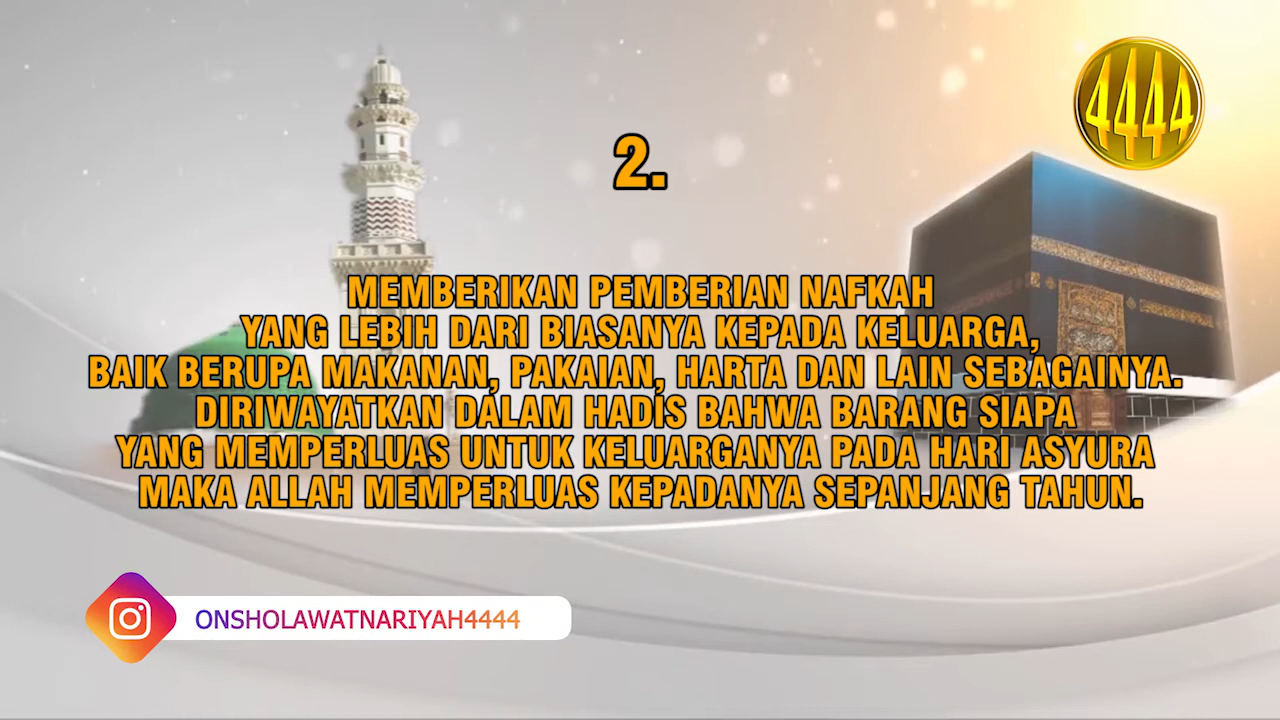 4444
2.
MEMBERIKAN PEMBERIAN NAFKAH
YANG LEBIH DARI BIASANYA KEPADA KELUARGA,
BAIK BERUPA MAKANAN, PAKAIAN, HARTA DAN LAIN SEBAGAINYA.
DIRIWAYATKAN DALAM HADIS BAHWA BARANG SIAPA
YANG MEMPERLUAS UNTUK KELUARGANYA PADA HARI ASYURA
MAKA ALLAH MEMPERLUAS KEPADANYA SEPANJANG TAHUN.
ONSHOLAWATNARIYAH4444